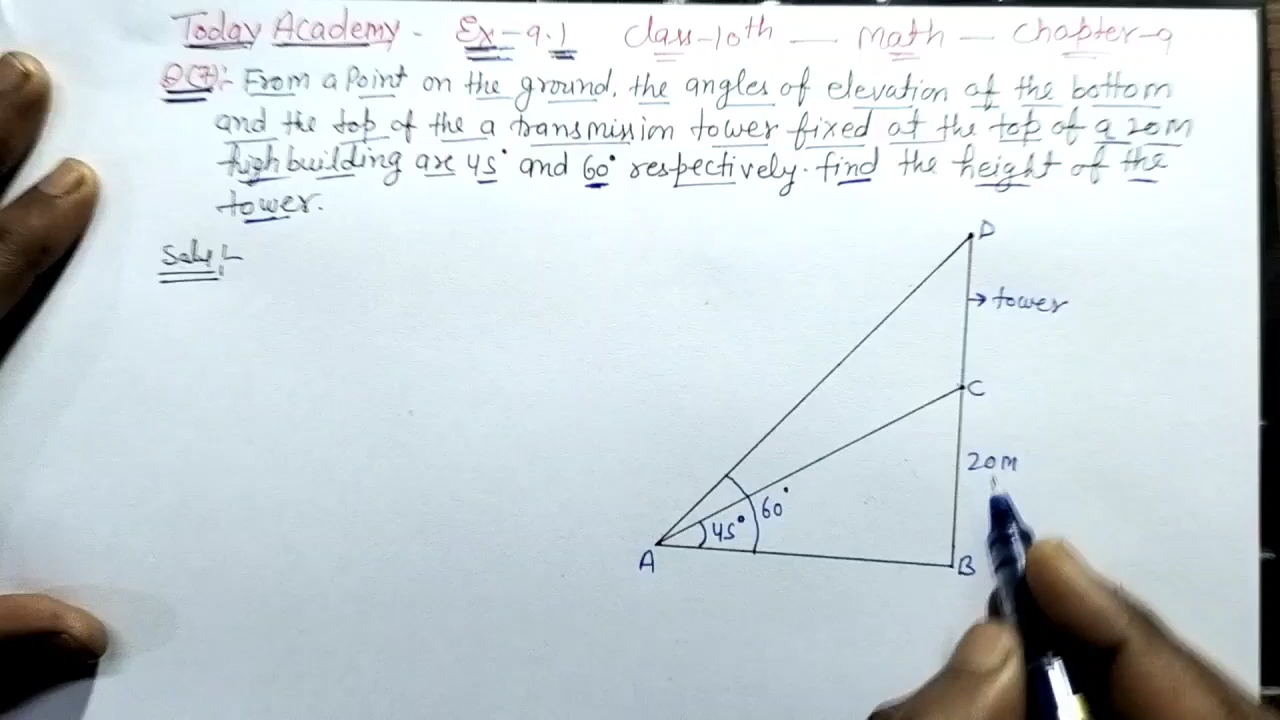 Today Academy - Ex-9.1 Class-10th — Math — Chapter-9
Q(7):- From a Point on the ground, the angles of elevation of the bottom
and the top of the a transmission tower fixed at the top of a 20m
high building are 45° and 60° respectively. find the height of the
tower.
Soln:-
D
→ tower
C
20m
60°
45°
A
B